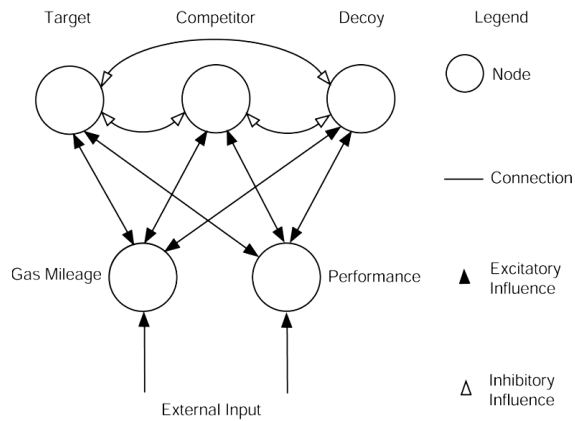 Target
Competitor
Decoy
Legend
Node
Connection
Gas Mileage
Performance
Excitatory
Influence
External Input
Inhibitory
Influence